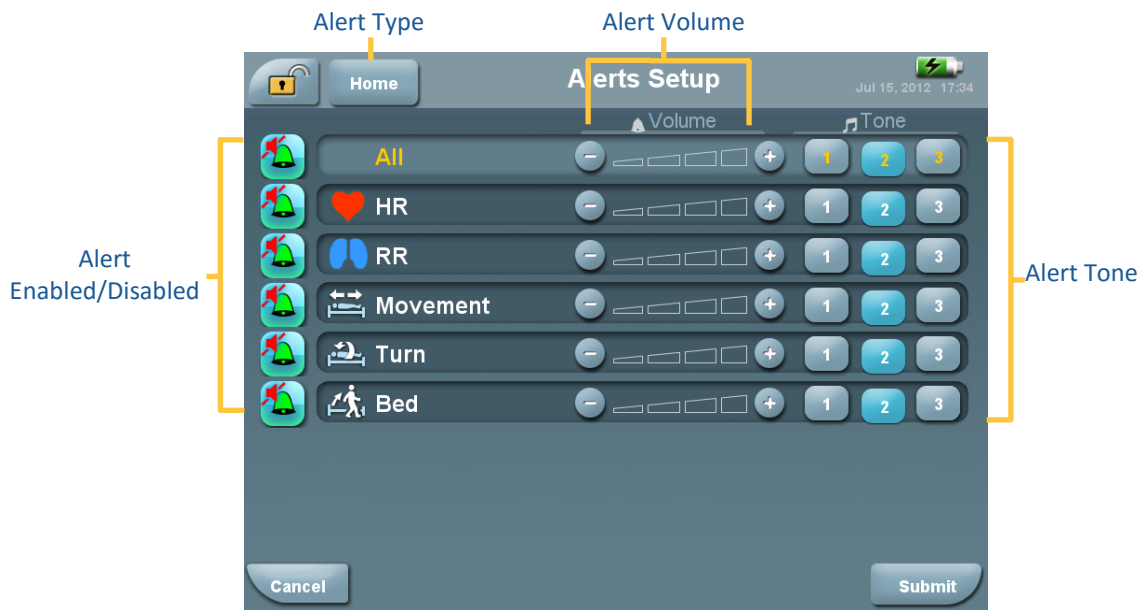 Alert Type
Alert Volume
Home
Alerts Setup
Jul 15, 2012 17:34
Volume
Tone
All
1 2 3
HR
1 2 3
RR
1 2 3
Alert
Enabled/Disabled
Alert Tone
Movement
1 2 3
Turn
1 2 3
Bed
1 2 3
Cancel
Submit